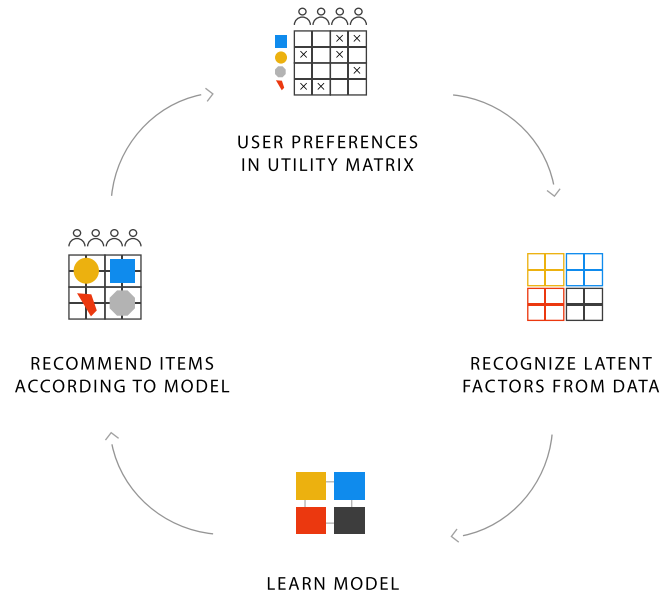 USER PREFERENCES
IN UTILITY MATRIX
RECOGNIZE LATENT
FACTORS FROM DATA
LEARN MODEL
RECOMMEND ITEMS
ACCORDING TO MODEL